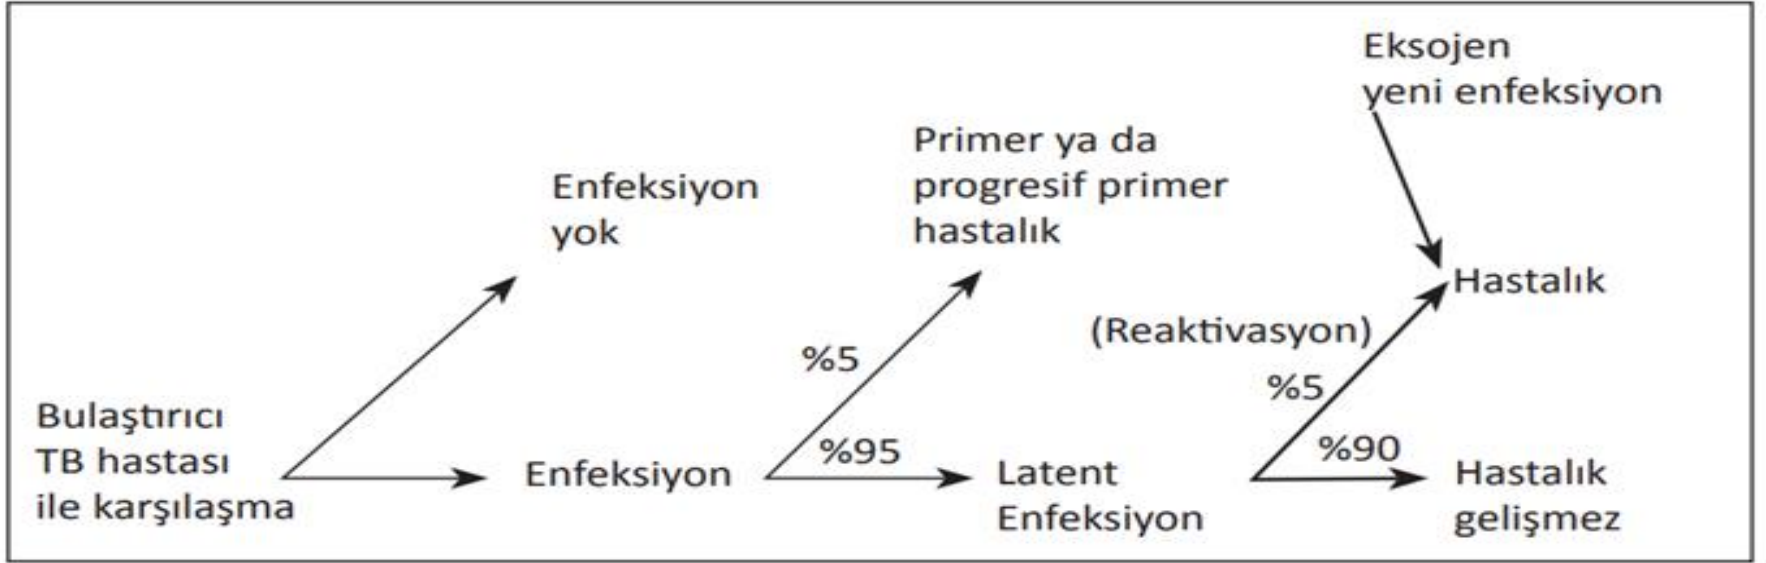 Eksojen
yeni enfeksiyon
Primer ya da
progresif primer
hastalık
Enfeksiyon
yok
Hastalık
(Reaktivasyon)
%5
%5
Bulaştırıcı
TB hastası
ile karşılaşma
Enfeksiyon
%95
Latent
Enfeksiyon
%90
Hastalık
gelişmez